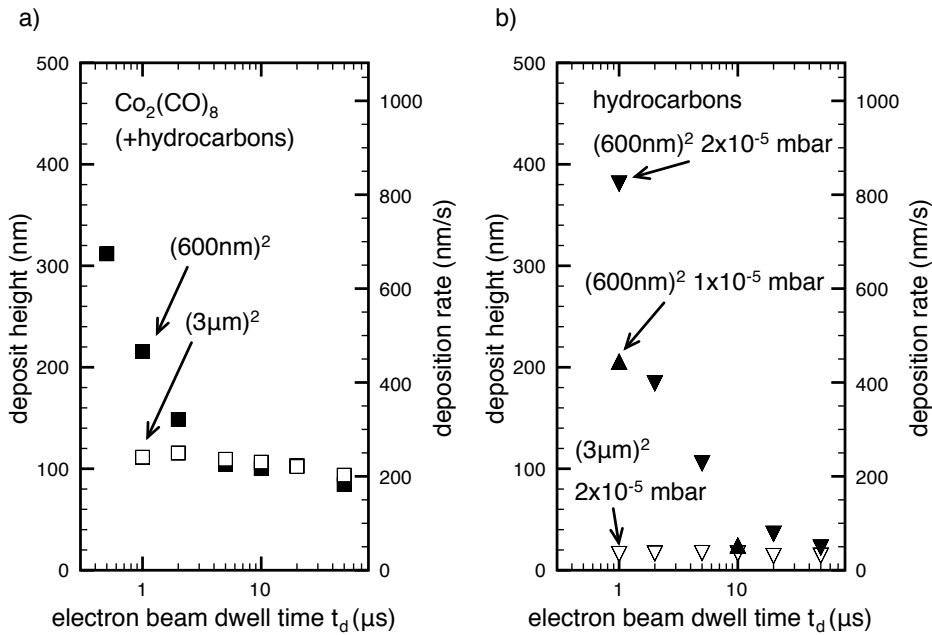 a)
500
400
300
200
100
0
deposit height (nm)
Co₂(CO)₈
(+hydrocarbons)
(600nm)²
(3µm)²
1000
800
600
400
200
0
deposition rate (nm/s)
1
10
electron beam dwell time t_d (µs)
b)
500
400
300
200
100
0
deposit height (nm)
hydrocarbons
(600nm)² 2x10⁻⁵ mbar
(600nm)² 1x10⁻⁵ mbar
(3µm)²
2x10⁻⁵ mbar
1000
800
600
400
200
0
deposition rate (nm/s)
1
10
electron beam dwell time t_d (µs)